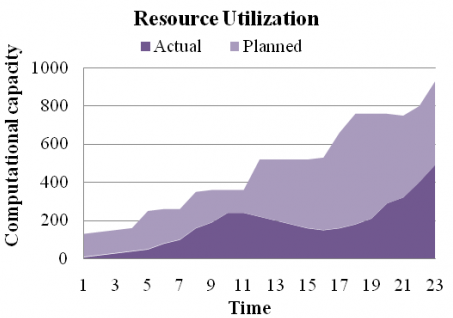 Resource Utilization
Actual Planned
Computational capacity
1000
800
600
400
200
0
1 3 5 7 9 11 13 15 17 19 21 23
Time